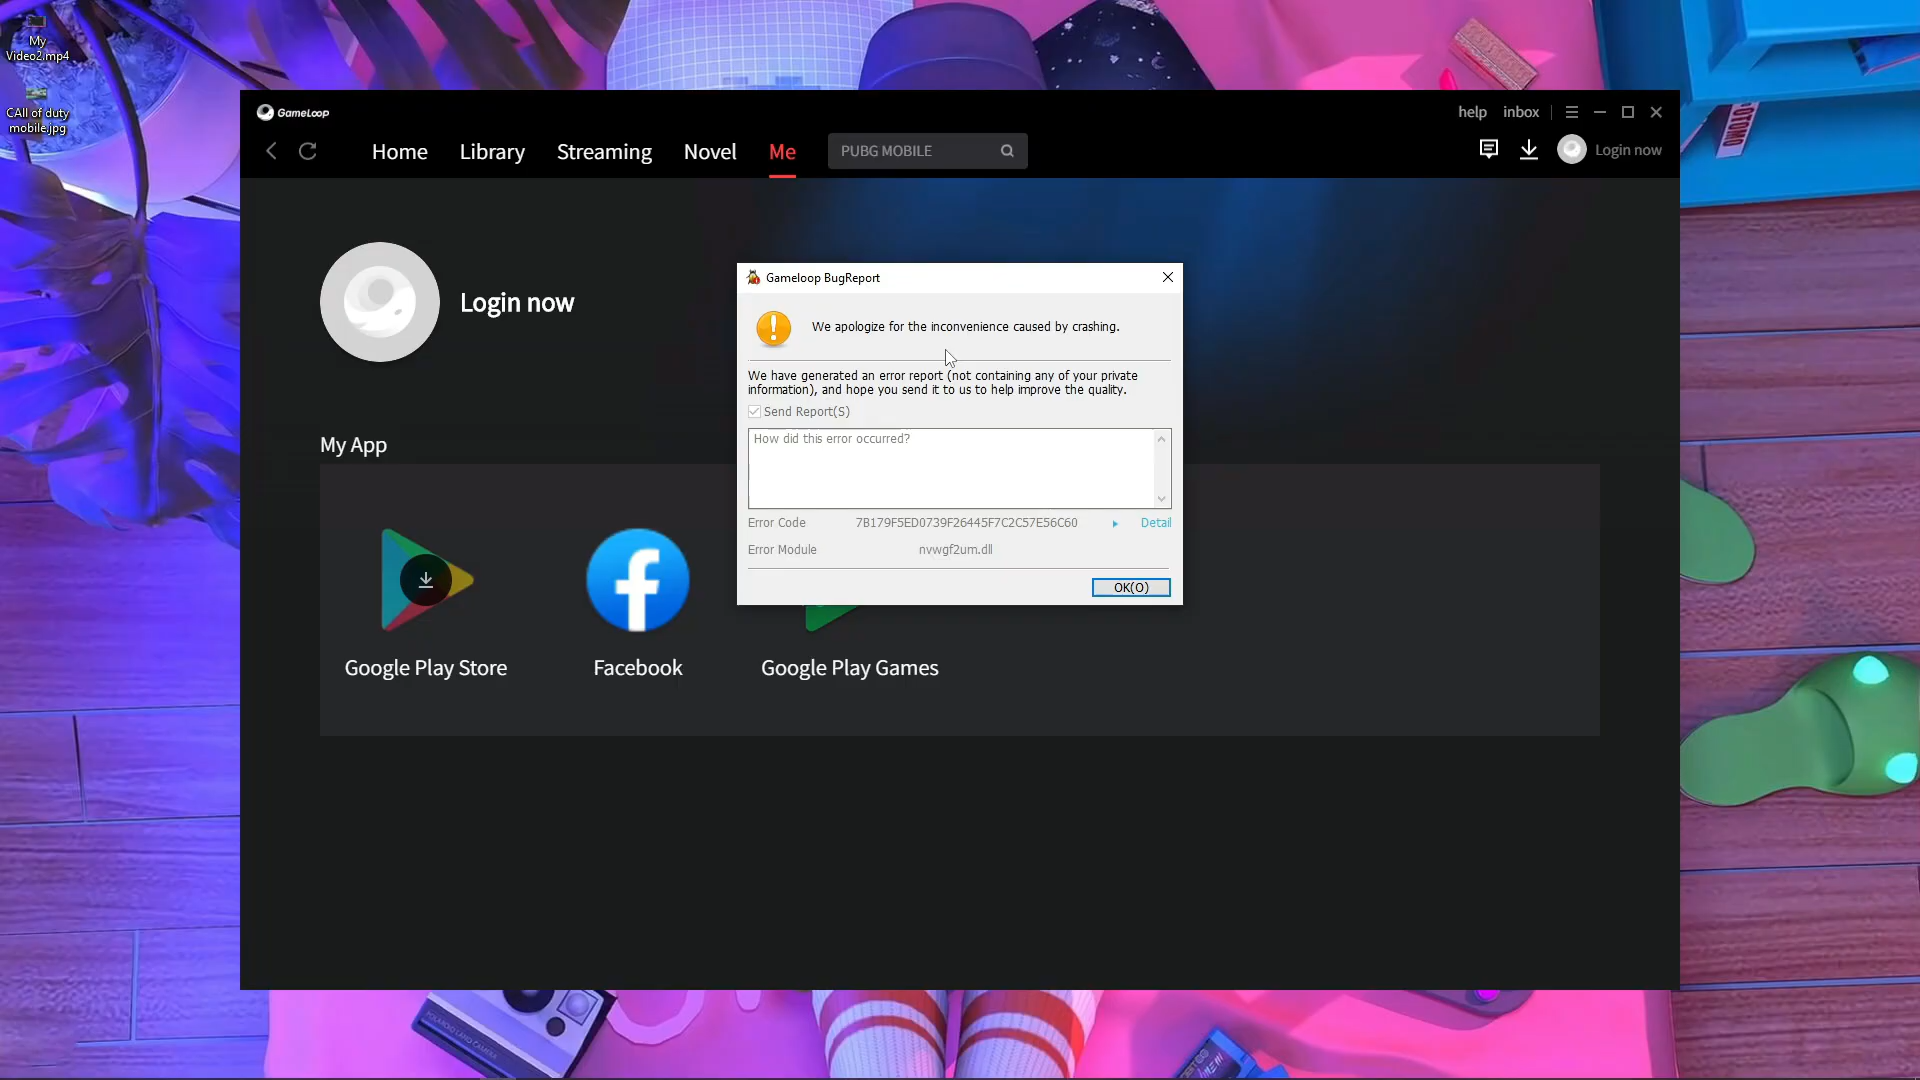 My
Video2.mp4
CAll of duty
mobile.jpg
GameLoop
help
inbox
Home
Library
Streaming
Novel
Me
PUBG MOBILE
Login now
Login now
Gameloop BugReport
We apologize for the inconvenience caused by crashing.
We have generated an error report (not containing any of your private
information), and hope you send it to us to help improve the quality.
Send Report(S)
How did this error occurred?
Error Code
7B179F5ED0739F26445F7C2C57E56C60
Detail
Error Module
nvwgf2um.dll
OK(O)
My App
Google Play Store
Facebook
Google Play Games
POLAROID LAND CAMERA